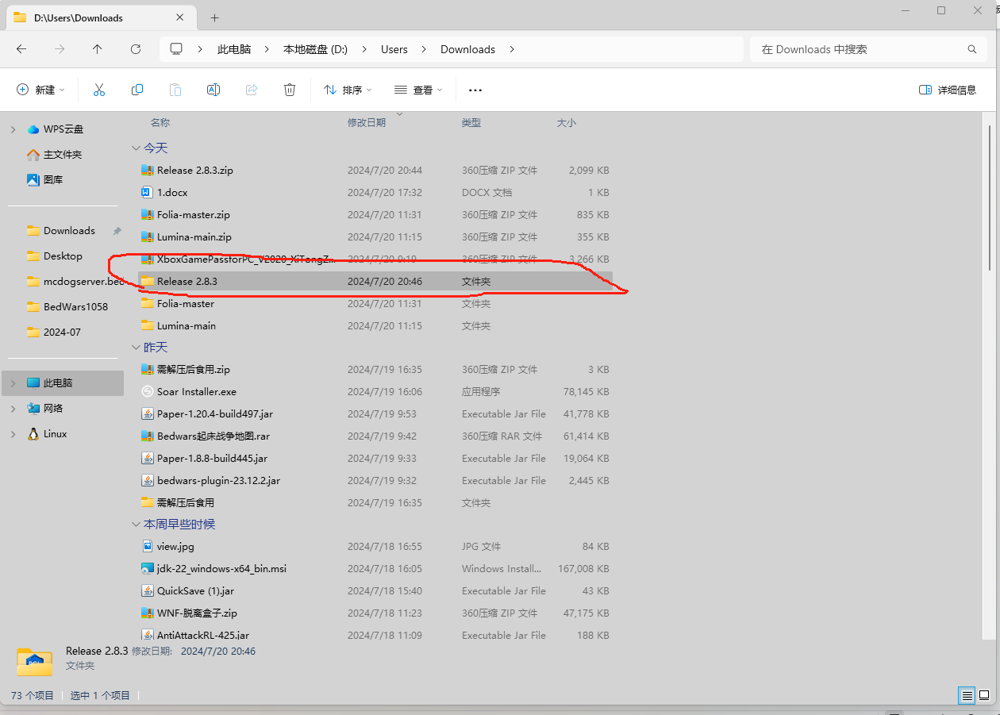 D:\Users\Downloads
此电脑 本地磁盘 (D:) Users Downloads
在 Downloads 中搜索
新建 排序 查看 ... 详细信息
WPS云盘
主文件夹
图库
Downloads
Desktop
mcdogserver.bed
BedWars1058
2024-07
此电脑
网络
Linux
名称 修改日期 类型 大小
今天
Release 2.8.3.zip 2024/7/20 20:44 360压缩 ZIP 文件 2,099 KB
1.docx 2024/7/20 17:32 DOCX 文档 1 KB
Folia-master.zip 2024/7/20 11:31 360压缩 ZIP 文件 835 KB
Lumina-main.zip 2024/7/20 11:15 360压缩 ZIP 文件 355 KB
XboxGamePassforPC_V2020_XiTongZ... 2024/7/20 9:19 360压缩 ZIP 文件 3,266 KB
Release 2.8.3 2024/7/20 20:46 文件夹
Folia-master 2024/7/20 11:31 文件夹
Lumina-main 2024/7/20 11:15 文件夹
昨天
需解压后食用.zip 2024/7/19 16:35 360压缩 ZIP 文件 3 KB
Soar Installer.exe 2024/7/19 16:06 应用程序 78,145 KB
Paper-1.20.4-build497.jar 2024/7/19 9:53 Executable Jar File 41,778 KB
Bedwars起床战争地图.rar 2024/7/19 9:42 360压缩 RAR 文件 61,414 KB
Paper-1.8.8-build445.jar 2024/7/19 9:33 Executable Jar File 19,064 KB
bedwars-plugin-23.12.2.jar 2024/7/19 9:32 Executable Jar File 2,445 KB
需解压后食用 2024/7/19 16:35 文件夹
本周早些时候
view.jpg 2024/7/18 16:55 JPG 文件 84 KB
jdk-22_windows-x64_bin.msi 2024/7/18 16:05 Windows Install... 167,008 KB
QuickSave (1).jar 2024/7/18 15:40 Executable Jar File 43 KB
WNF-脱离盒子.zip 2024/7/18 11:23 360压缩 ZIP 文件 47,175 KB
AntiAttackRL-425.jar 2024/7/18 11:09 Executable Jar File 188 KB
Release 2.8.3 修改日期: 2024/7/20 20:46
文件夹
73 个项目 选中 1 个项目